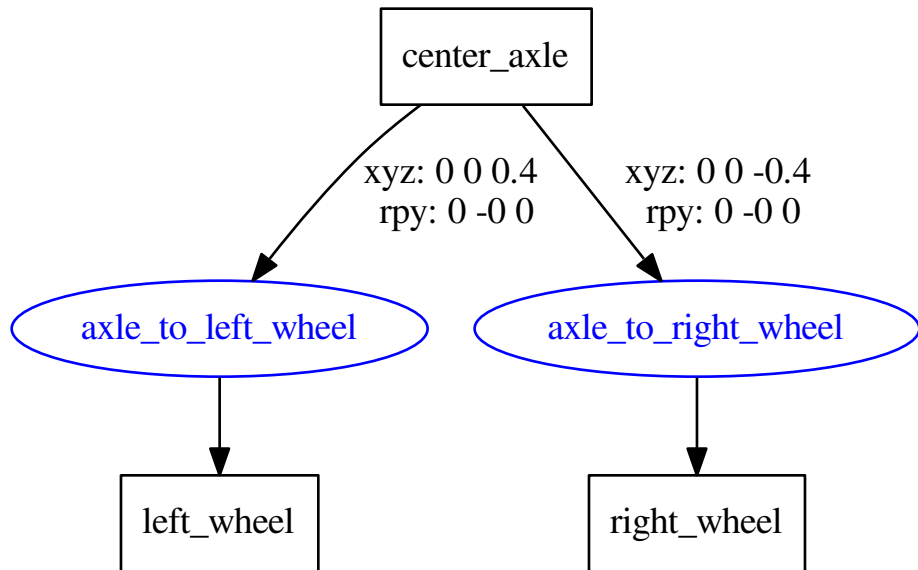 center_axle
xyz: 0 0 0.4
rpy: 0 -0 0
xyz: 0 0 -0.4
rpy: 0 -0 0
axle_to_left_wheel
axle_to_right_wheel
left_wheel
right_wheel